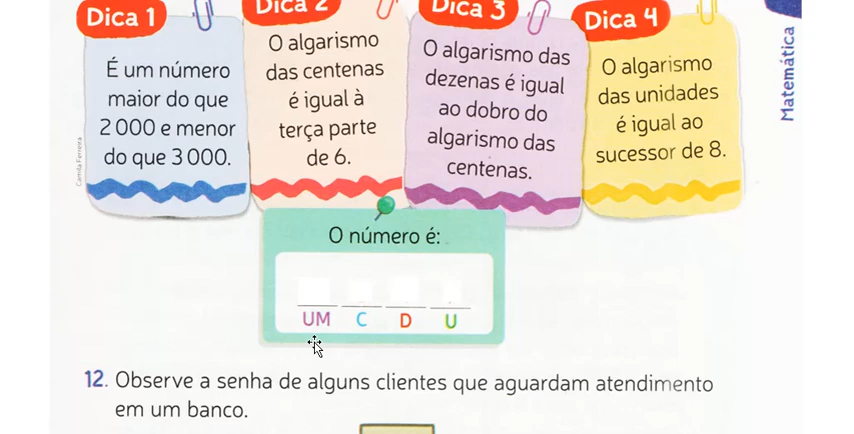 Dica 1
É um número
maior do que
2 000 e menor
do que 3 000.
Dica 2
O algarismo
das centenas
é igual à
terça parte
de 6.
Dica 3
O algarismo das
dezenas é igual
ao dobro do
algarismo das
centenas.
Dica 4
O algarismo
das unidades
é igual ao
sucessor de 8.
Matemática
Camila Ferreira
O número é:
UM C D U
12. Observe a senha de alguns clientes que aguardam atendimento
em um banco.